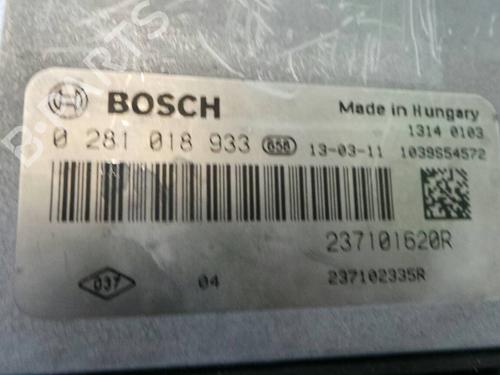 BOSCH
Made in Hungary
1314 0103
0 281 018 933 656 13-03-11 1039S54572
237101620R
037 04 237102335R
B-PARTS